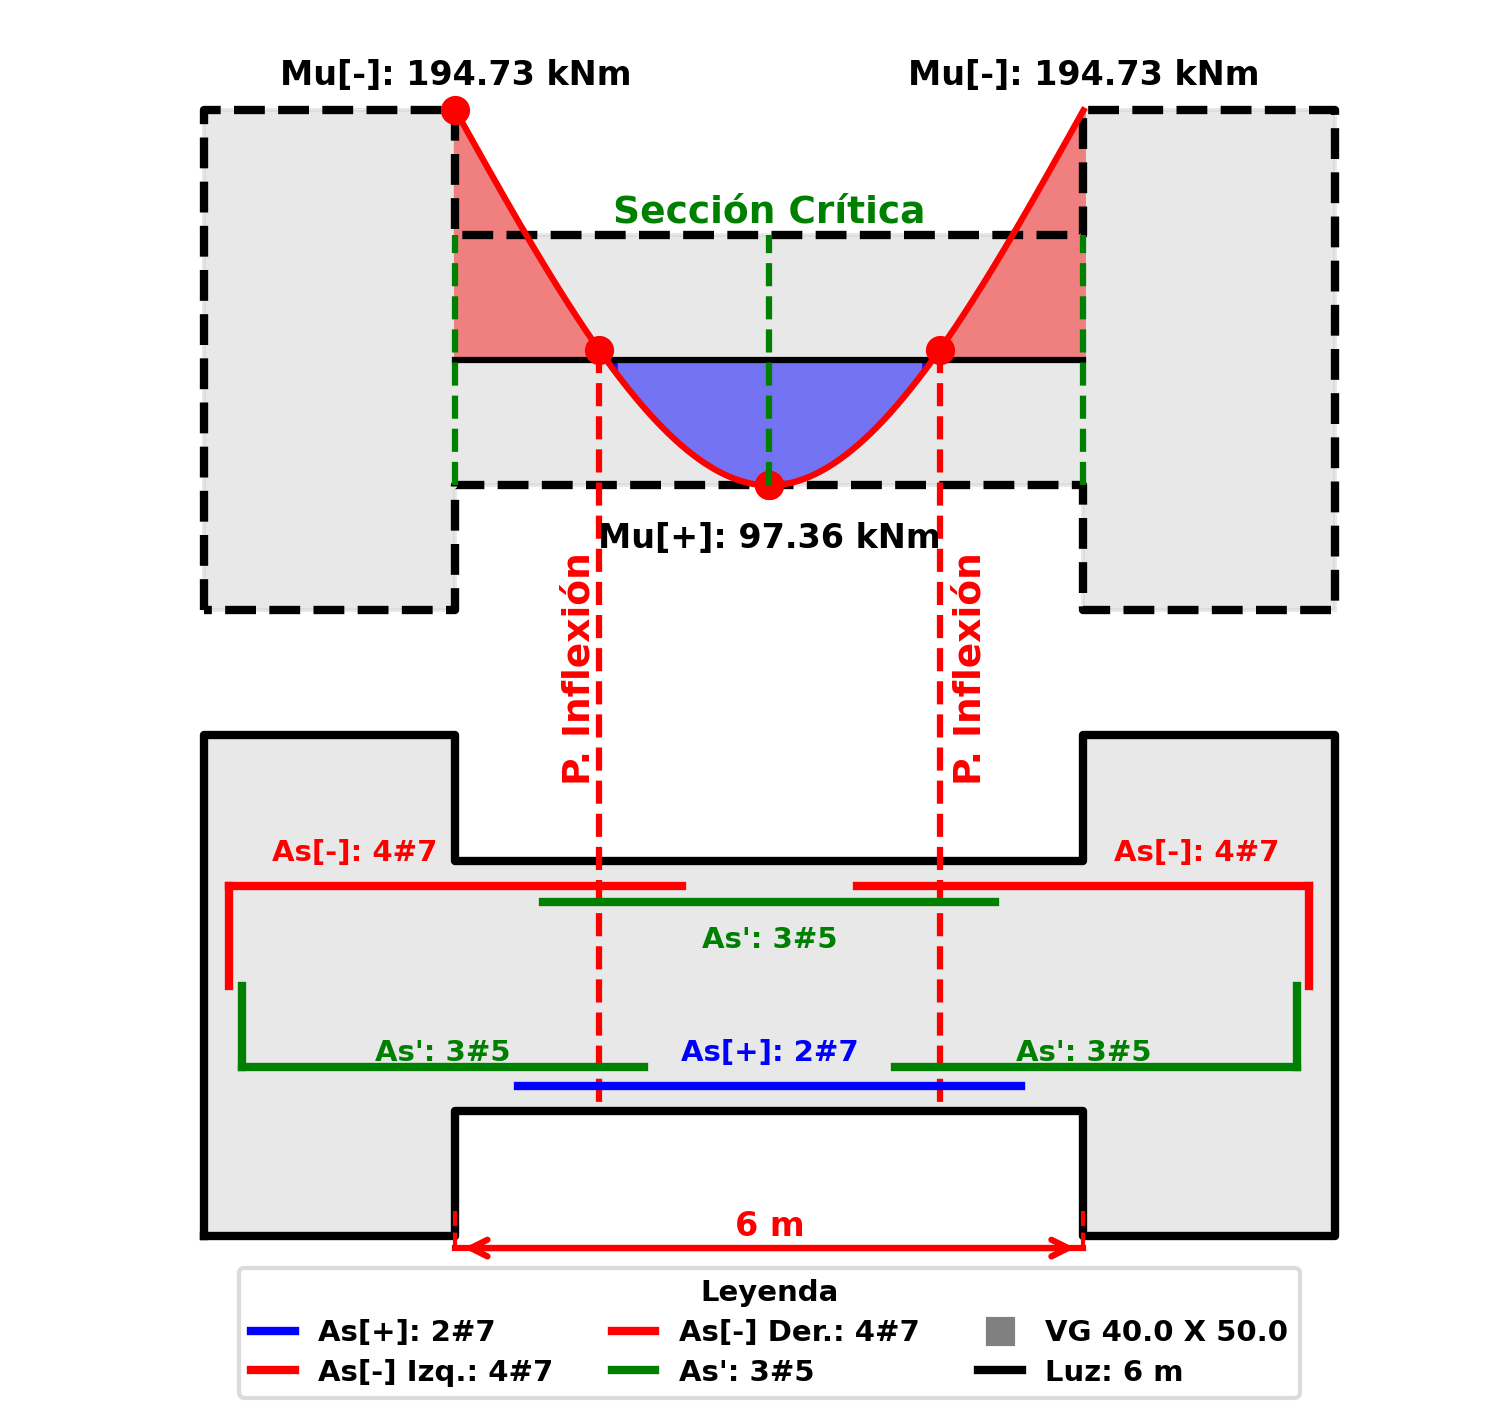 Mu[-]: 194.73 kNm
Mu[-]: 194.73 kNm
Sección Crítica
Mu[+]: 97.36 kNm
P. Inflexión
P. Inflexión
As[-]: 4#7
As[-]: 4#7
As': 3#5
As': 3#5
As[+]: 2#7
As': 3#5
6 m
Leyenda
As[+]: 2#7
As[-] Izq.: 4#7
As[-] Der.: 4#7
As': 3#5
VG 40.0 X 50.0
Luz: 6 m